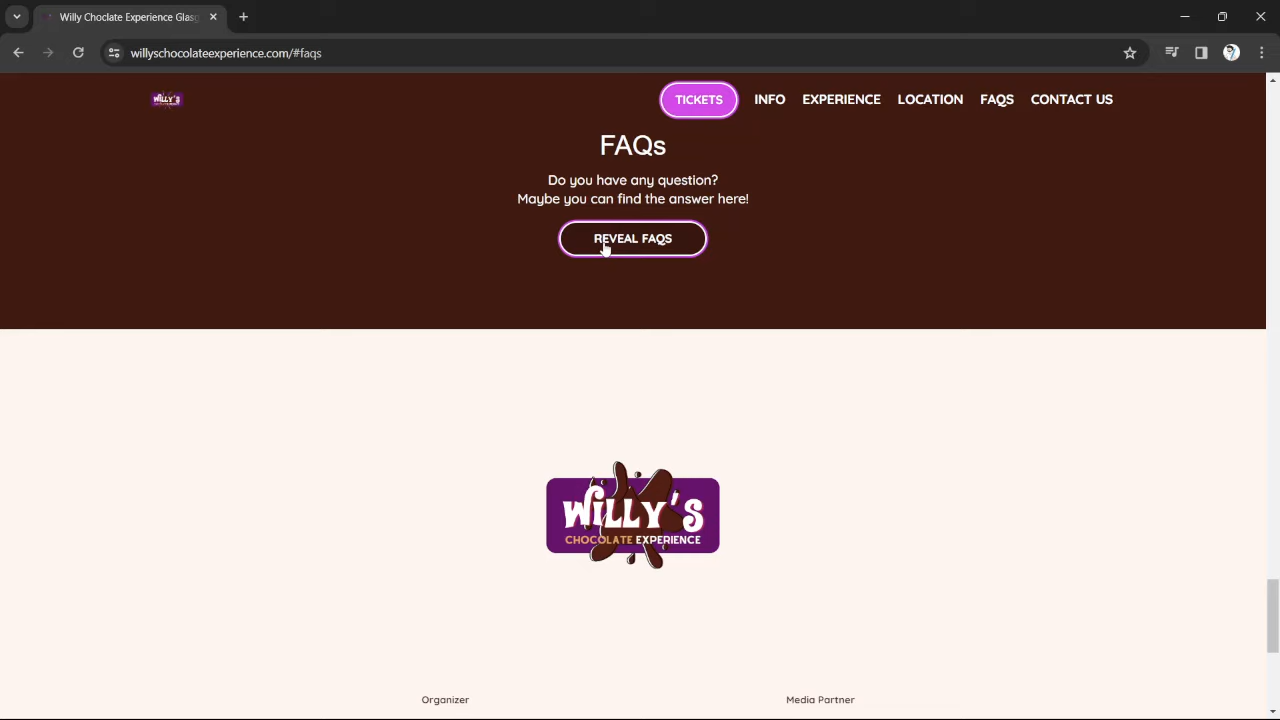 Willy Choclate Experience Glasg
willyschocolateexperience.com/#faqs
WILLY'S
TICKETS
INFO
EXPERIENCE
LOCATION
FAQS
CONTACT US
FAQs
Do you have any question?
Maybe you can find the answer here!
REVEAL FAQS
WILLY'S
CHOCOLATE EXPERIENCE
Organizer
Media Partner